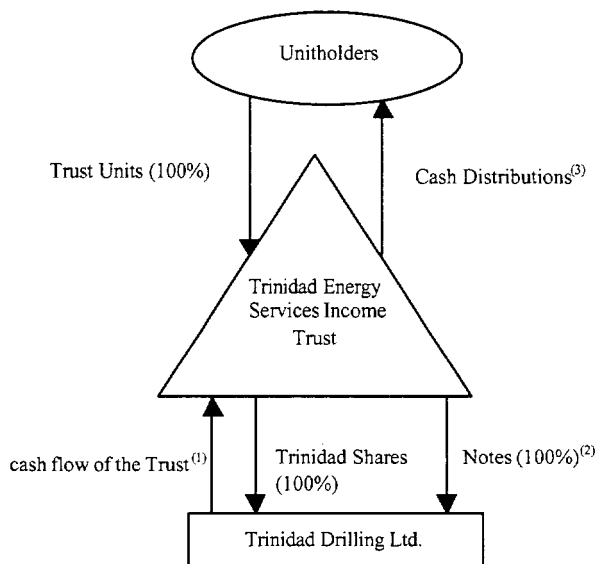 Unitholders
Trust Units (100%)
Cash Distributions(3)
Trinidad Energy
Services Income
Trust
cash flow of the Trust(1)
Trinidad Shares
(100%)
Notes (100%)(2)
Trinidad Drilling Ltd.